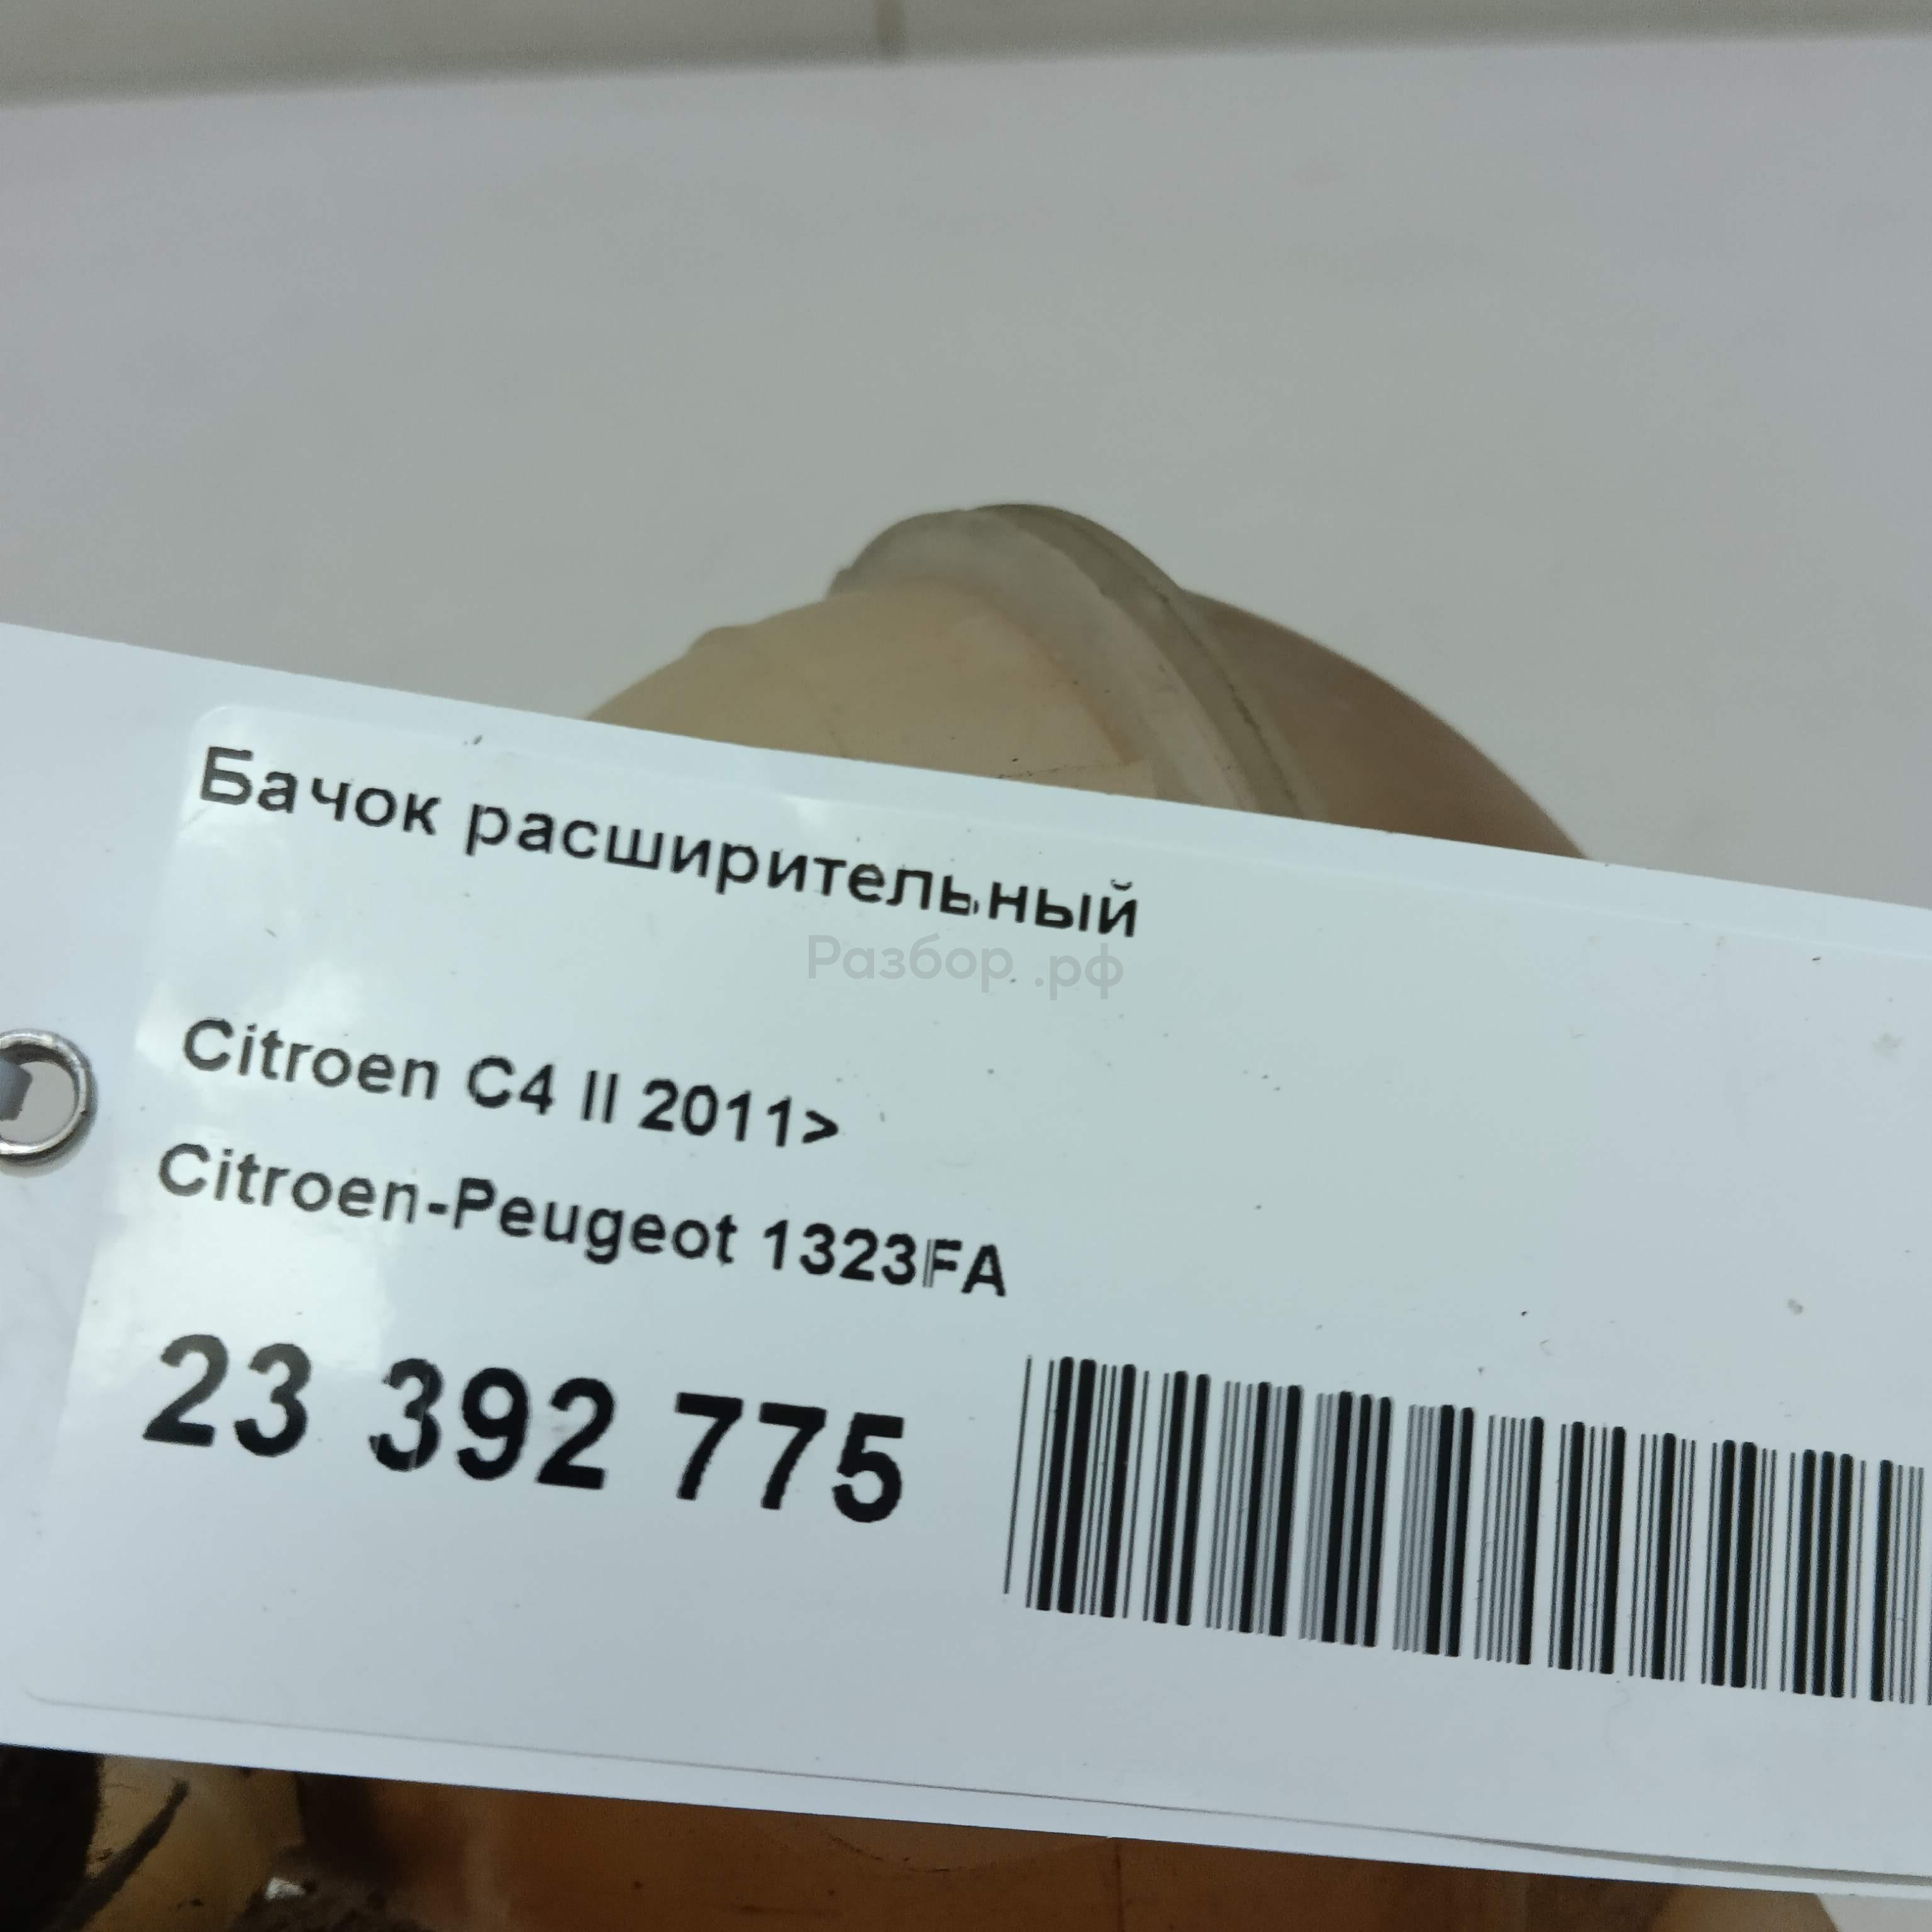 Бачок расширительный
Разбор.рф
Citroen C4 II 2011>
Citroen-Peugeot 1323FA
23 392 775